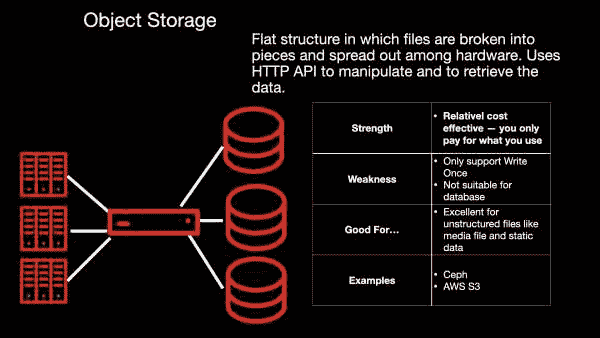 Object Storage
Flat structure in which files are broken into
pieces and spread out among hardware. Uses
HTTP API to manipulate and to retrieve the
data.
Strength
• Relativel cost
effective — you only
pay for what you use
Weakness
• Only support Write
Once
• Not suitable for
database
Good For...
• Excellent for
unstructured files like
media file and static
data
Examples
• Ceph
• AWS S3